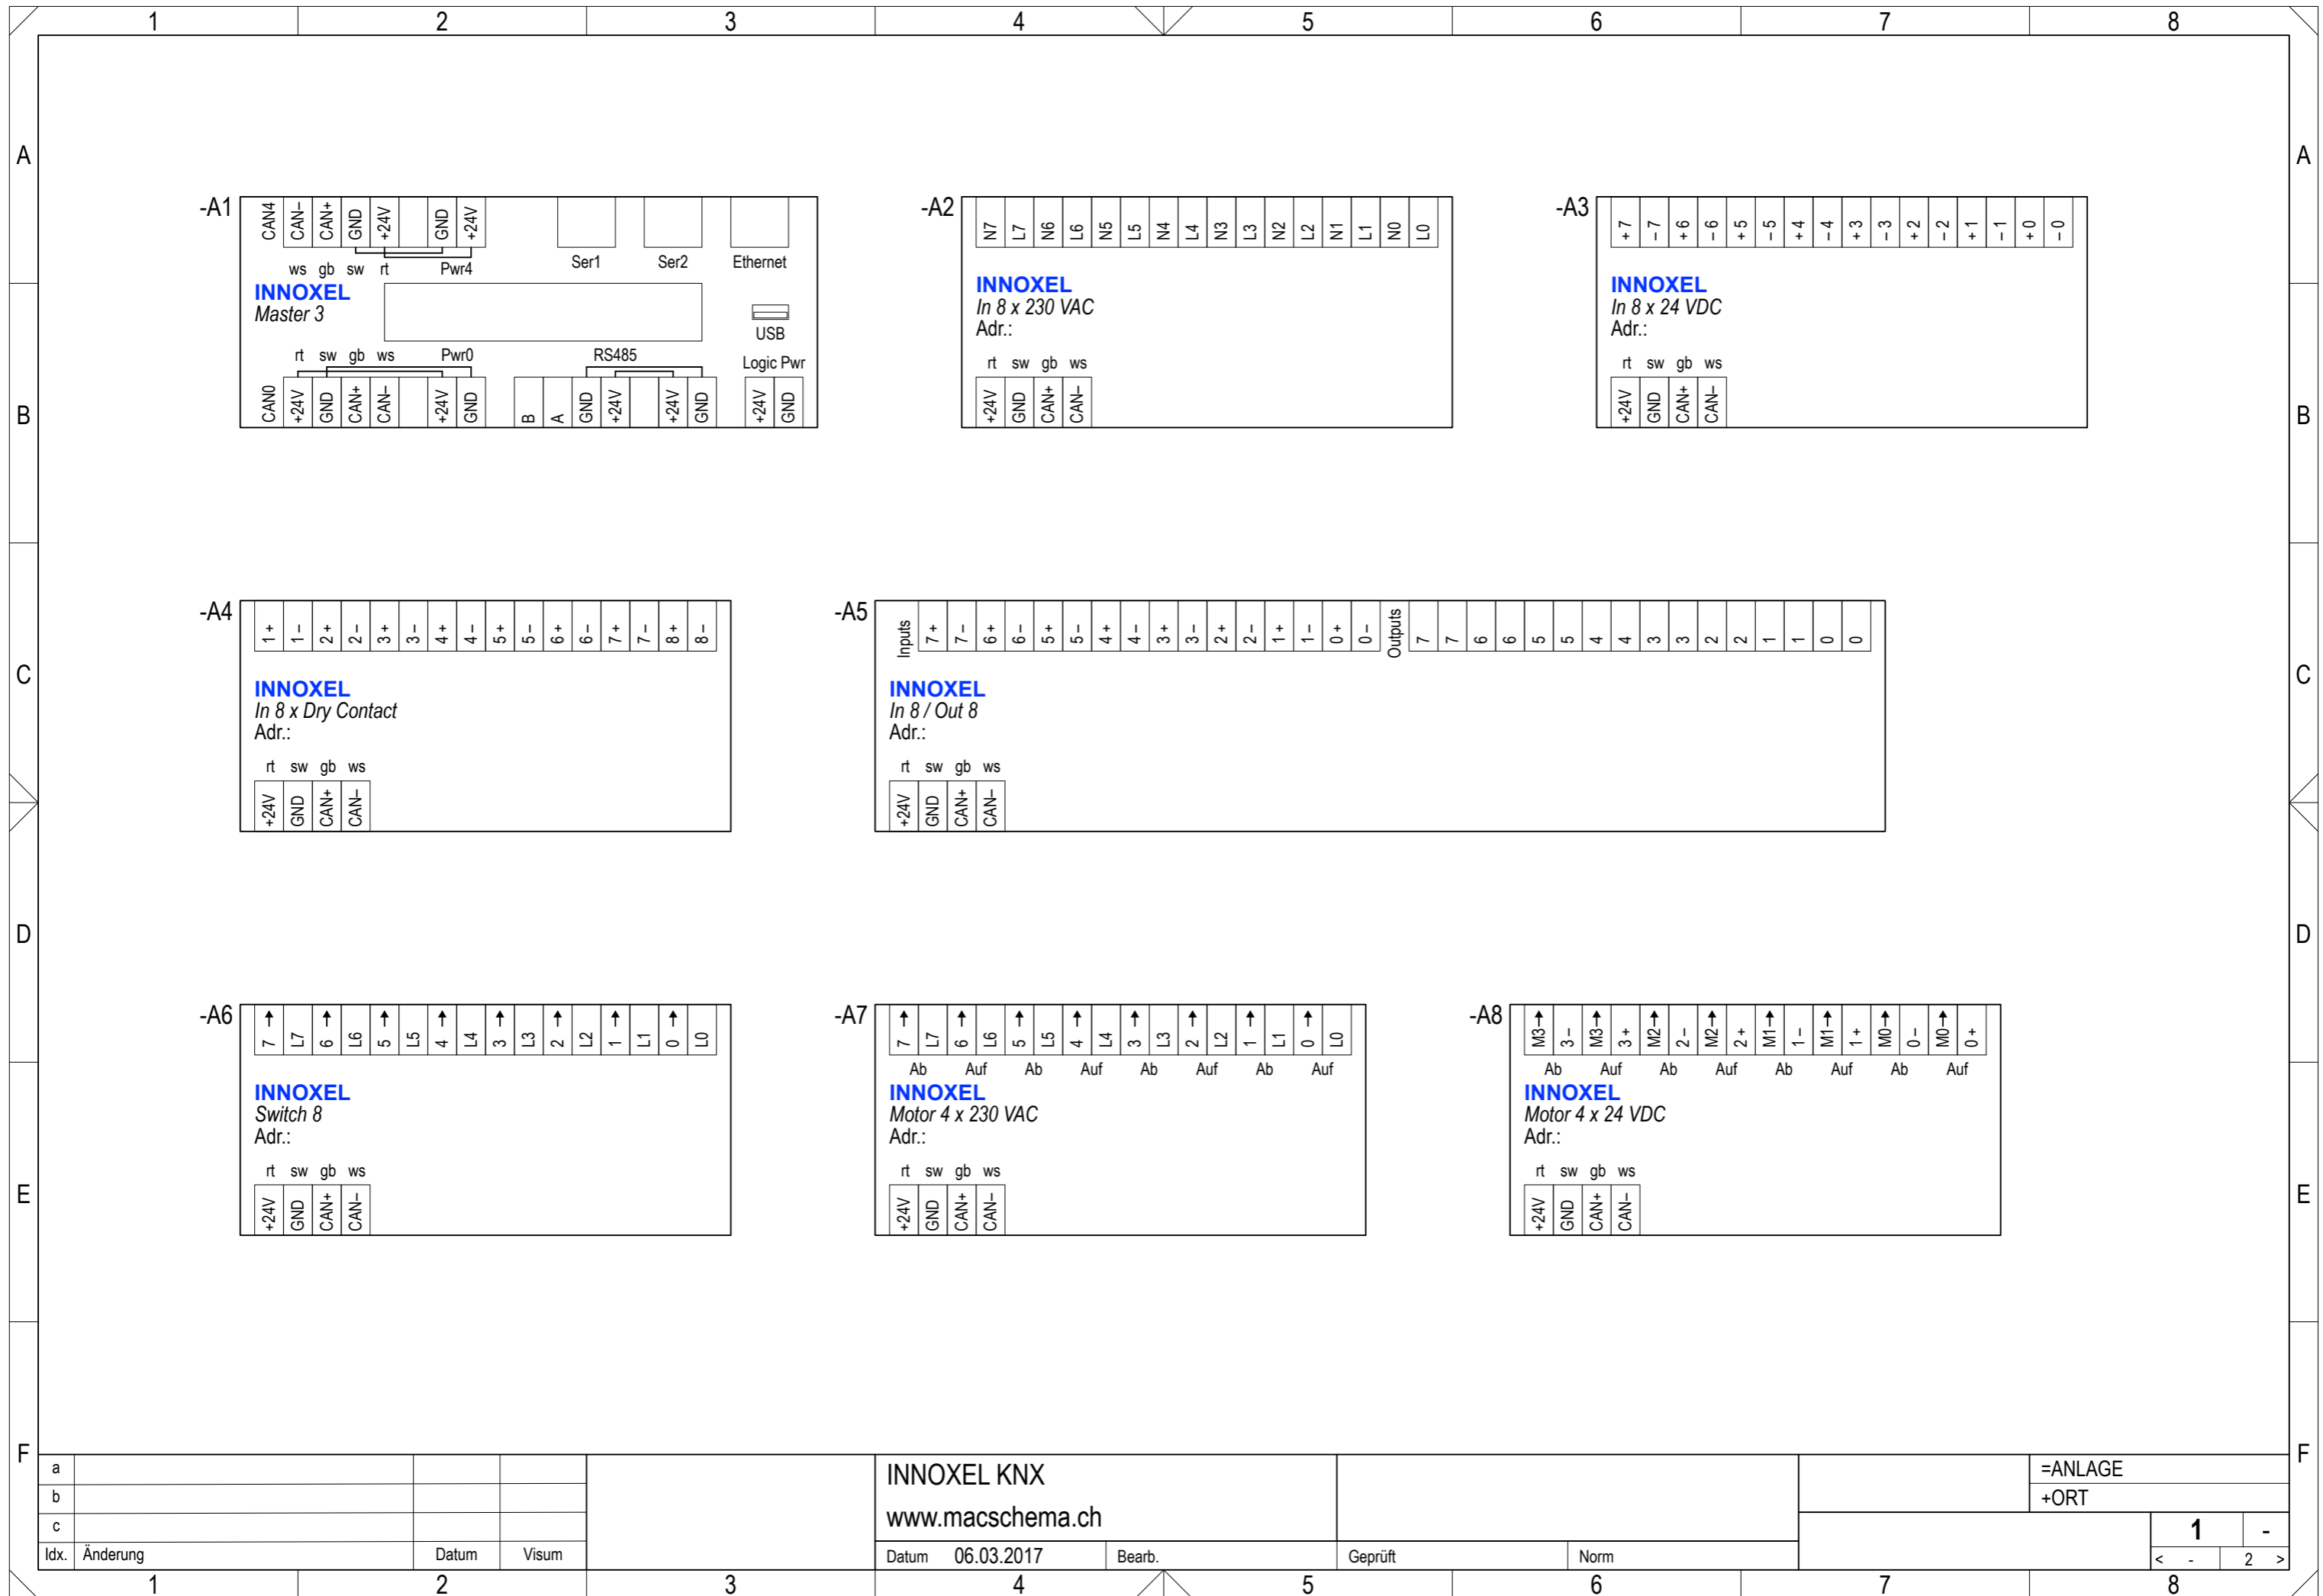 1 2 3 4 5 6 7 8
A A
-A1
CAN4 CAN– CAN+ GND +24V GND +24V
ws gb sw rt Pwr4
Ser1 Ser2 Ethernet
INNOXEL
Master 3
USB
rt sw gb ws Pwr0 RS485 Logic Pwr
CAN0 +24V GND CAN+ CAN– +24V GND B A GND +24V +24V GND +24V GND
-A2
N7 L7 N6 L6 N5 L5 N4 L4 N3 L3 N2 L2 N1 L1 N0 L0
INNOXEL
In 8 x 230 VAC
Adr.:
rt sw gb ws
+24V GND CAN+ CAN–
-A3
+ 7 – 7 + 6 – 6 + 5 – 5 + 4 – 4 + 3 – 3 + 2 – 2 + 1 – 1 + 0 – 0
INNOXEL
In 8 x 24 VDC
Adr.:
rt sw gb ws
+24V GND CAN+ CAN–
B B
-A4
1 + 1 – 2 + 2 – 3 + 3 – 4 + 4 – 5 + 5 – 6 + 6 – 7 + 7 – 8 + 8 –
INNOXEL
In 8 x Dry Contact
Adr.:
rt sw gb ws
+24V GND CAN+ CAN–
-A5
Inputs 7 + 7 – 6 + 6 – 5 + 5 – 4 + 4 – 3 + 3 – 2 + 2 – 1 + 1 – 0 + 0 – Outputs 7 7 6 6 5 5 4 4 3 3 2 2 1 1 0 0
INNOXEL
In 8 / Out 8
Adr.:
rt sw gb ws
+24V GND CAN+ CAN–
C C
D D
-A6
7 → L7 6 → L6 5 → L5 4 → L4 3 → L3 2 → L2 1 → L1 0 → L0
INNOXEL
Switch 8
Adr.:
rt sw gb ws
+24V GND CAN+ CAN–
-A7
7 → L7 6 → L6 5 → L5 4 → L4 3 → L3 2 → L2 1 → L1 0 → L0
Ab Auf Ab Auf Ab Auf Ab Auf
INNOXEL
Motor 4 x 230 VAC
Adr.:
rt sw gb ws
+24V GND CAN+ CAN–
-A8
M3→ 3 – M3→ 3 + M2→ 2 – M2→ 2 + M1→ 1 – M1→ 1 + M0→ 0 – M0→ 0 +
Ab Auf Ab Auf Ab Auf Ab Auf
INNOXEL
Motor 4 x 24 VDC
Adr.:
rt sw gb ws
+24V GND CAN+ CAN–
E E
F F
a
b
c
Idx. Änderung Datum Visum
INNOXEL KNX
www.macschema.ch
Datum 06.03.2017 Bearb. Geprüft Norm
=ANLAGE
+ORT
1 -
< - 2 >
1 2 3 4 5 6 7 8